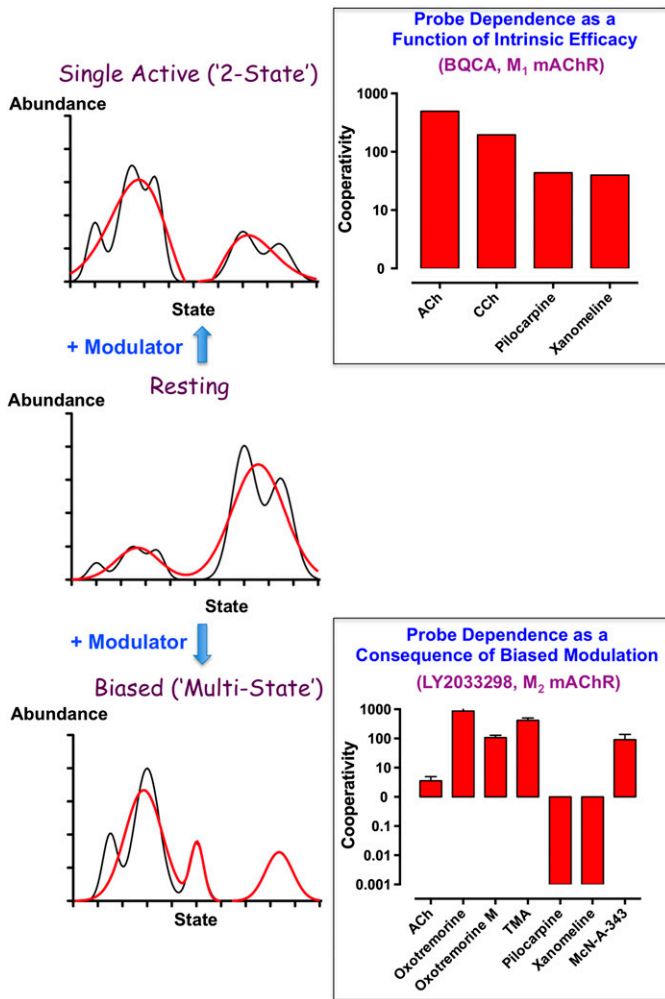 Single Active (‘2-State’)
Abundance
State
+ Modulator
Resting
Abundance
State
+ Modulator
Biased (‘Multi-State’)
Abundance
State
Probe Dependence as a
Function of Intrinsic Efficacy
(BQCA, M₁ mAChR)
Cooperativity
1000
100
10
0
ACh
CCh
Pilocarpine
Xanomeline
Probe Dependence as a
Consequence of Biased Modulation
(LY2033298, M₂ mAChR)
Cooperativity
1000
100
10
0
0.1
0.01
0.001
ACh
Oxotremorine
Oxotremorine M
TMA
Pilocarpine
Xanomeline
McN-A-343